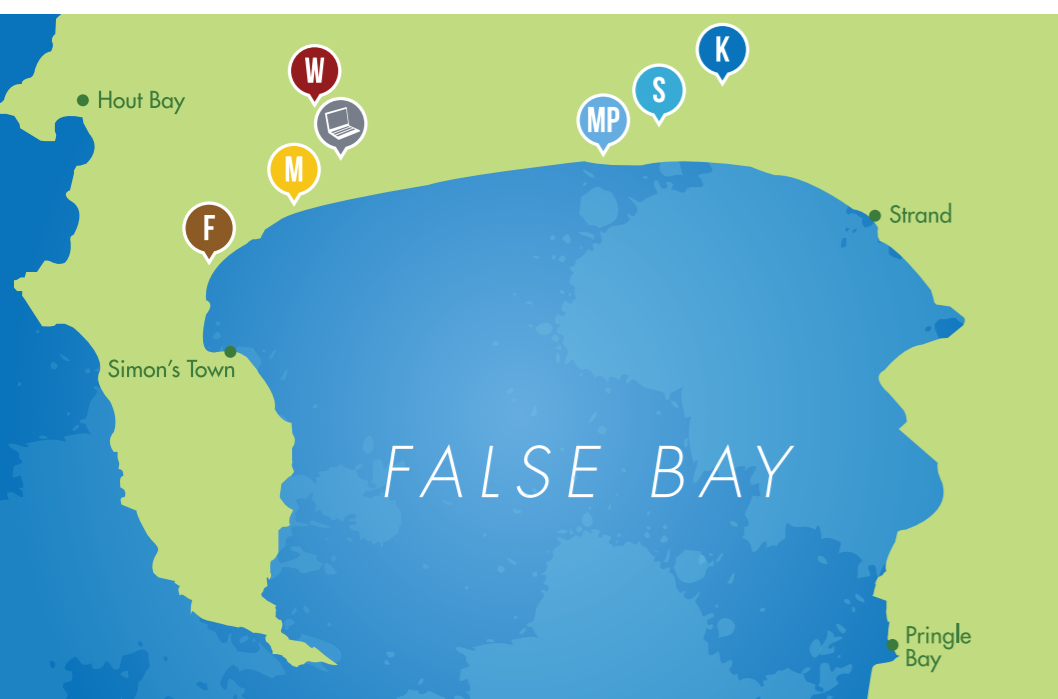 K
W
S
Hout Bay
MP
M
Strand
F
Simon's Town
FALSE BAY
Pringle
Bay